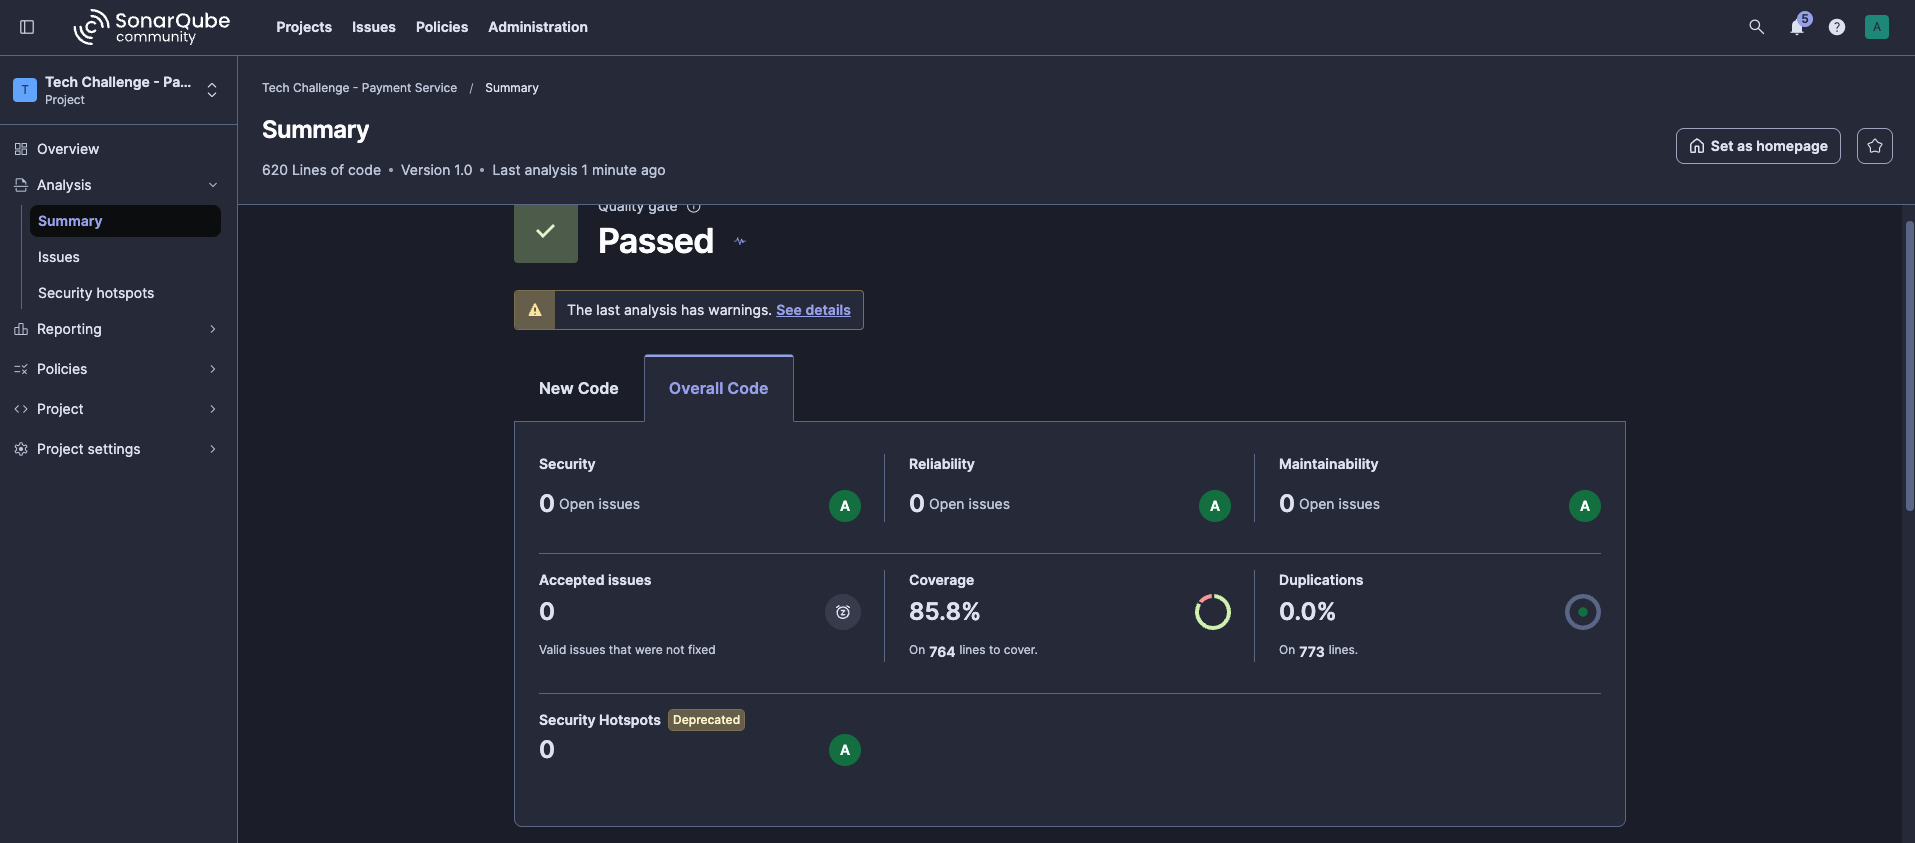 SonarQube
community
Projects
Issues
Policies
Administration
5
?
A
T
Tech Challenge - Pa...
Project
Overview
Analysis
Summary
Issues
Security hotspots
Reporting
Policies
Project
Project settings
Tech Challenge - Payment Service / Summary
Summary
620 Lines of code • Version 1.0 • Last analysis 1 minute ago
Set as homepage
Quality gate
Passed
The last analysis has warnings. See details
New Code
Overall Code
Security
0 Open issues
A
Reliability
0 Open issues
A
Maintainability
0 Open issues
A
Accepted issues
0
Valid issues that were not fixed
Coverage
85.8%
On 764 lines to cover.
Duplications
0.0%
On 773 lines.
Security Hotspots Deprecated
0
A